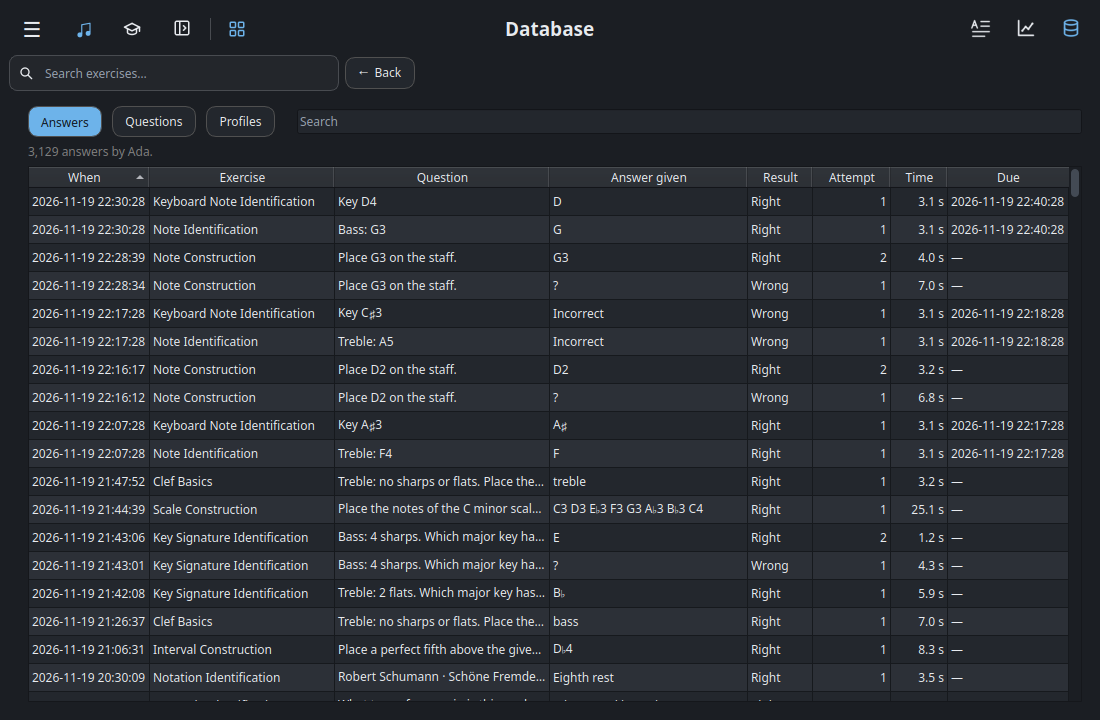 Database
Search exercises...
← Back
Answers Questions Profiles Search
3,129 answers by Ada.
When Exercise Question Answer given Result Attempt Time Due
2026-11-19 22:30:28 Keyboard Note Identification Key D4 D Right 1 3.1 s 2026-11-19 22:40:28
2026-11-19 22:30:28 Note Identification Bass: G3 G Right 1 3.1 s 2026-11-19 22:40:28
2026-11-19 22:28:39 Note Construction Place G3 on the staff. G3 Right 2 4.0 s —
2026-11-19 22:28:34 Note Construction Place G3 on the staff. ? Wrong 1 7.0 s —
2026-11-19 22:17:28 Keyboard Note Identification Key C♯3 Incorrect Wrong 1 3.1 s 2026-11-19 22:18:28
2026-11-19 22:17:28 Note Identification Treble: A5 Incorrect Wrong 1 3.1 s 2026-11-19 22:18:28
2026-11-19 22:16:17 Note Construction Place D2 on the staff. D2 Right 2 3.2 s —
2026-11-19 22:16:12 Note Construction Place D2 on the staff. ? Wrong 1 6.8 s —
2026-11-19 22:07:28 Keyboard Note Identification Key A♯3 A♯ Right 1 3.1 s 2026-11-19 22:17:28
2026-11-19 22:07:28 Note Identification Treble: F4 F Right 1 3.1 s 2026-11-19 22:17:28
2026-11-19 21:47:52 Clef Basics Treble: no sharps or flats. Place the... treble Right 1 3.2 s —
2026-11-19 21:44:39 Scale Construction Place the notes of the C minor scal... C3 D3 E♭3 F3 G3 A♭3 B♭3 C4 Right 1 25.1 s —
2026-11-19 21:43:06 Key Signature Identification Bass: 4 sharps. Which major key ha... E Right 2 1.2 s —
2026-11-19 21:43:01 Key Signature Identification Bass: 4 sharps. Which major key ha... ? Wrong 1 4.3 s —
2026-11-19 21:42:08 Key Signature Identification Treble: 2 flats. Which major key has... B♭ Right 1 5.9 s —
2026-11-19 21:26:37 Clef Basics Treble: no sharps or flats. Place the... bass Right 1 7.0 s —
2026-11-19 21:06:31 Interval Construction Place a perfect fifth above the give... D♭4 Right 1 8.3 s —
2026-11-19 20:30:09 Notation Identification Robert Schumann · Schöne Fremde... Eighth rest Right 1 3.5 s —